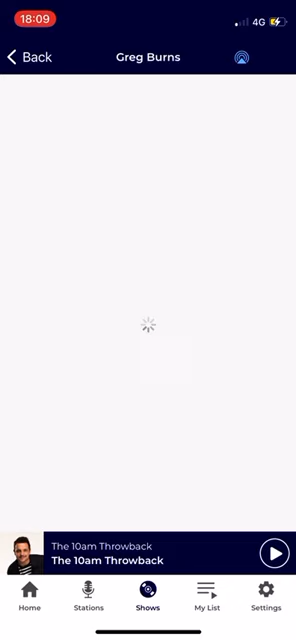 18:09
4G
Back
Greg Burns
The 10am Throwback
The 10am Throwback
Home
Stations
Shows
My List
Settings